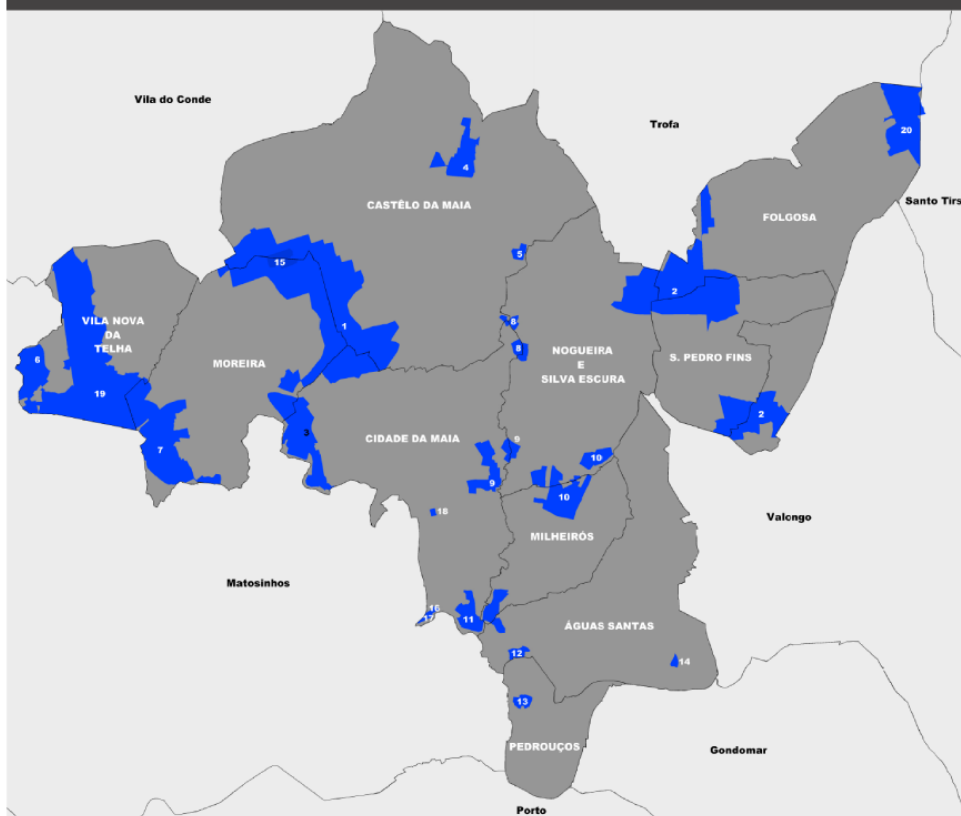 Vila do Conde
Trofa
20
4
CASTÊLO DA MAIA
Santo Tirs
FOLGOSA
5
15
2
VILA NOVA
DA
TELHA
1
8
8
NOGUEIRA
E
SILVA ESCURA
S. PEDRO FINS
6
MOREIRA
19
2
3
CIDADE DA MAIA
9
7
10
9
10
18
Valongo
MILHEIRÓS
Matosinhos
16
17
11
ÁGUAS SANTAS
12
14
13
PEDROUÇOS
Gondomar
Porto